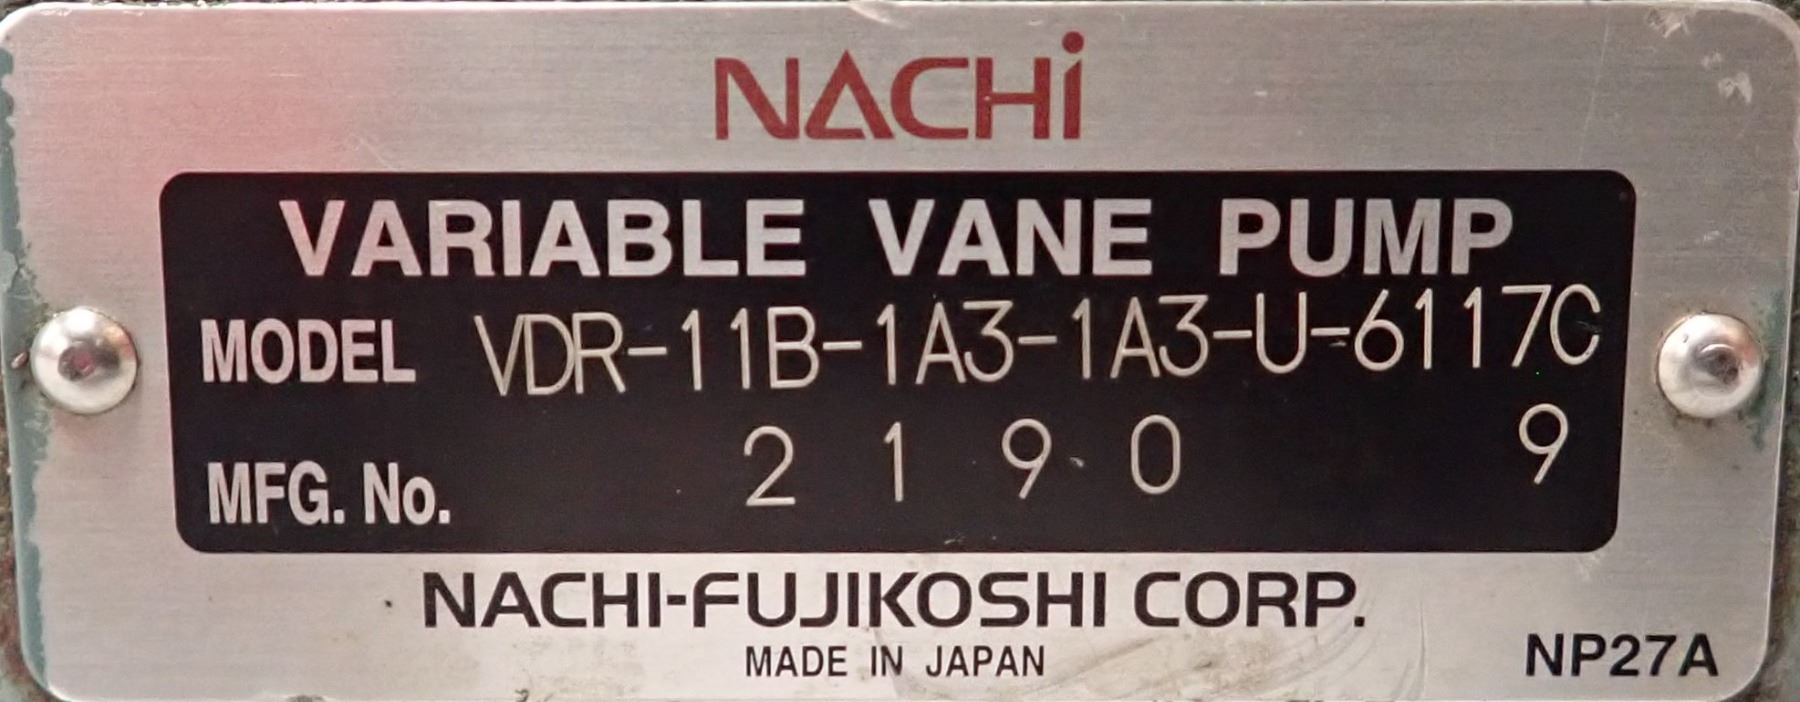 NACHi
VARIABLE VANE PUMP
MODEL VDR-11B-1A3-1A3-U-6117C
MFG. No. 2 1 9 0 9
NACHI-FUJIKOSHI CORP.
MADE IN JAPAN
NP27A